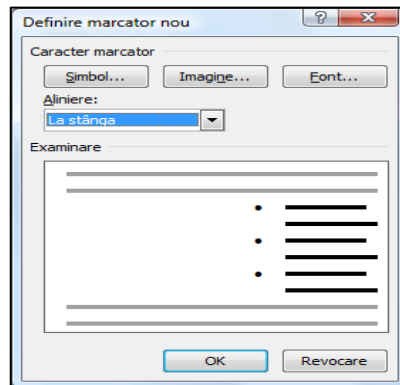 Definire marcator nou
Caracter marcator
Simbol... Imagine... Font...
Aliniere:
La stânga
Examinare
OK Revocare